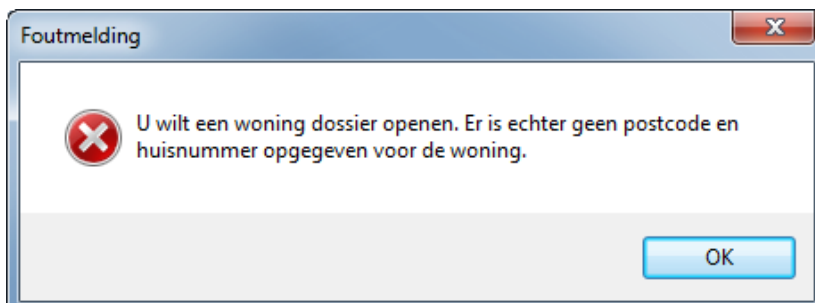 Foutmelding
U wilt een woning dossier openen. Er is echter geen postcode en
huisnummer opgegeven voor de woning.
OK